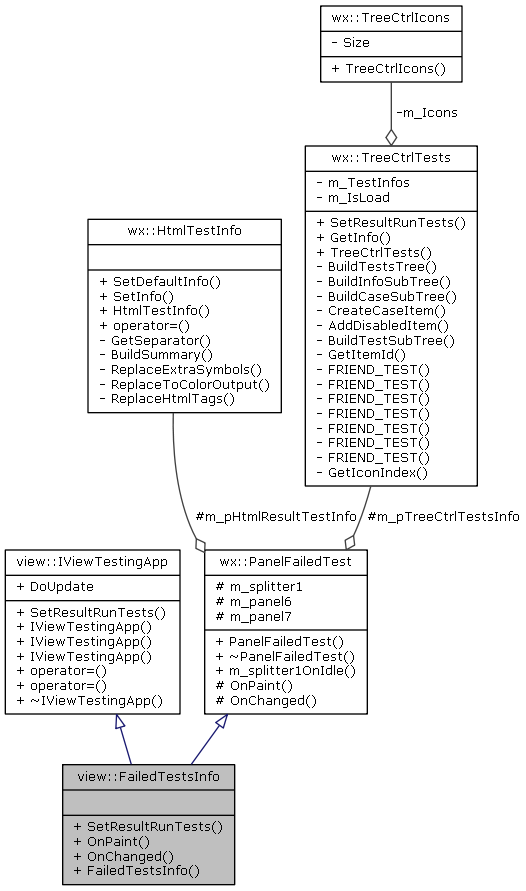 wx::TreeCtrlIcons
- Size
+ TreeCtrlIcons()
-m_Icons
wx::TreeCtrlTests
- m_TestInfos
- m_IsLoad
+ SetResultRunTests()
+ GetInfo()
+ TreeCtrlTests()
- BuildTestsTree()
- BuildInfoSubTree()
- BuildCaseSubTree()
- CreateCaseItem()
- AddDisabledItem()
- BuildTestSubTree()
- GetItemId()
- FRIEND_TEST()
- FRIEND_TEST()
- FRIEND_TEST()
- FRIEND_TEST()
- FRIEND_TEST()
- FRIEND_TEST()
- FRIEND_TEST()
- GetIconIndex()
wx::HtmlTestInfo
+ SetDefaultInfo()
+ SetInfo()
+ HtmlTestInfo()
+ operator=()
- GetSeparator()
- BuildSummary()
- ReplaceExtraSymbols()
- ReplaceToColorOutput()
- ReplaceHtmlTags()
#m_pHtmlResultTestInfo
#m_pTreeCtrlTestsInfo
view::IViewTestingApp
+ DoUpdate
+ SetResultRunTests()
+ IViewTestingApp()
+ IViewTestingApp()
+ IViewTestingApp()
+ operator=()
+ operator=()
+ ~IViewTestingApp()
wx::PanelFailedTest
# m_splitter1
# m_panel6
# m_panel7
+ PanelFailedTest()
+ ~PanelFailedTest()
+ m_splitter1OnIdle()
# OnPaint()
# OnChanged()
view::FailedTestsInfo
+ SetResultRunTests()
+ OnPaint()
+ OnChanged()
+ FailedTestsInfo()